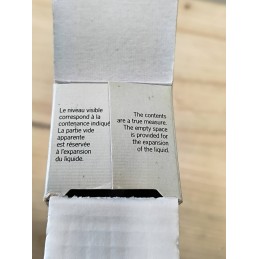 Le niveau visible
correspond à la
contenance indiqué
La partie vide
apparente
est réservée
à l'expansion
du liquide.
The contents
are a true measure.
The empty space
is provided for
the expansion
of the liquid.